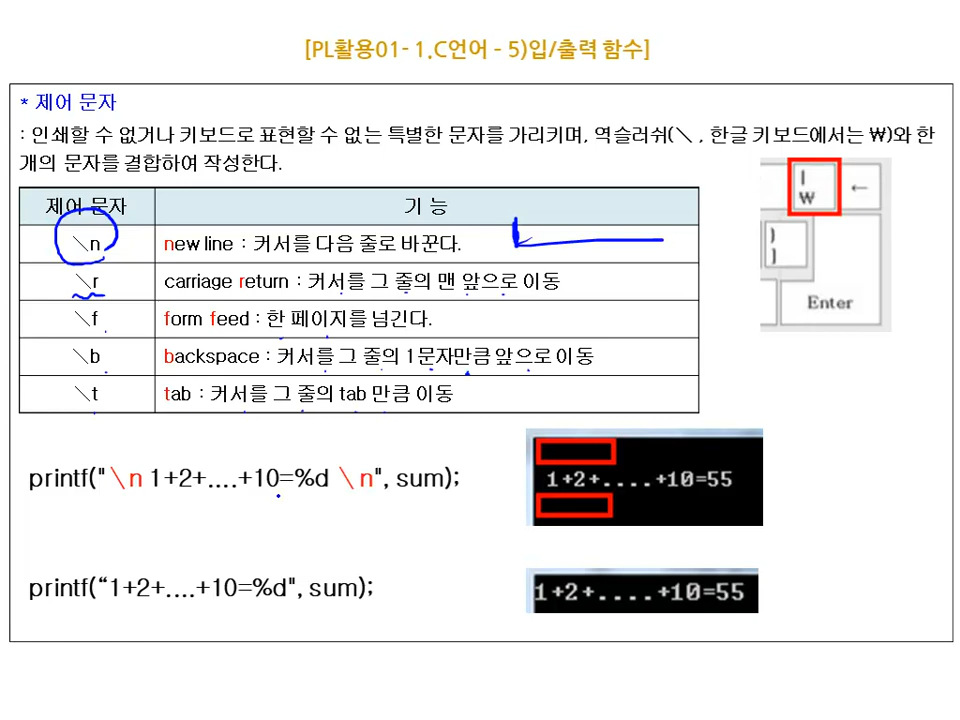 [PL활용01- 1.C언어 - 5)입/출력 함수]
* 제어 문자
: 인쇄할 수 없거나 키보드로 표현할 수 없는 특별한 문자를 가리키며, 역슬러쉬(\ , 한글 키보드에서는 ₩)와 한
개의 문자를 결합하여 작성한다.
제어 문자 기 능
\n new line : 커서를 다음 줄로 바꾼다.
\r carriage return : 커서를 그 줄의 맨 앞으로 이동
\f form feed : 한 페이지를 넘긴다.
\b backspace : 커서를 그 줄의 1문자만큼 앞으로 이동
\t tab : 커서를 그 줄의 tab 만큼 이동
| ₩ ←
} ]
Enter
printf("\n 1+2+....+10=%d \n", sum);
1+2+....+10=55
printf(“1+2+....+10=%d", sum);
1+2+....+10=55